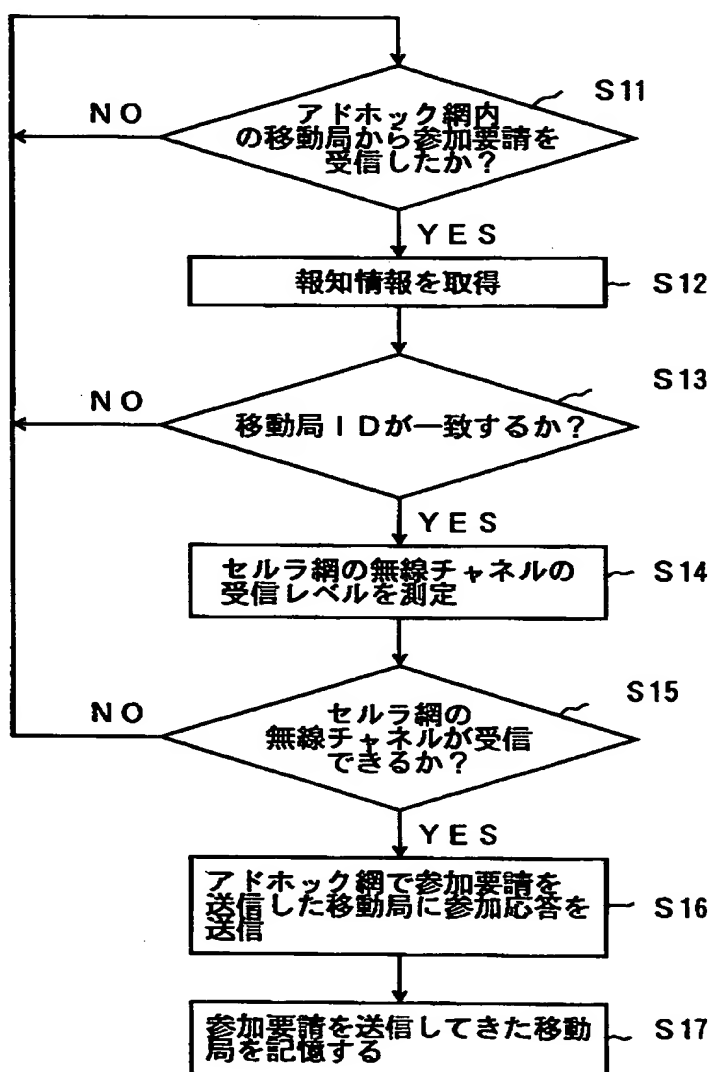 S11
アドホック網内
の移動局から参加要請を
受信したか?
NO
YES
報知情報を取得
S12
S13
移動局IDが一致するか?
NO
YES
セルラ網の無線チャネルの
受信レベルを測定
S14
S15
セルラ網の
無線チャネルが受信
できるか?
NO
YES
アドホック網で参加要請を
送信した移動局に参加応答を
送信
S16
参加要請を送信してきた移動
局を記憶する
S17